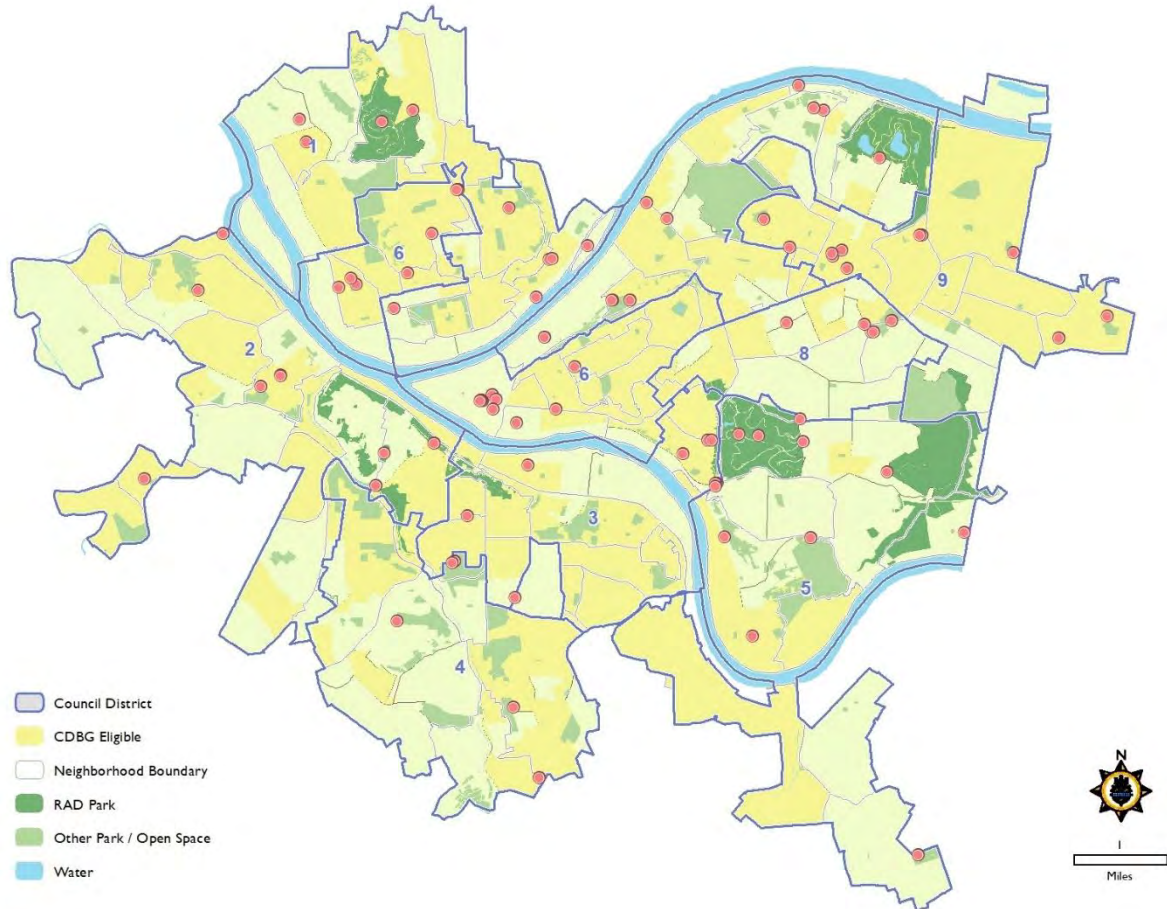 1
6
7
9
2
8
6
3
5
4
Council District
CDBG Eligible
Neighborhood Boundary
RAD Park
Other Park / Open Space
Water
N
1
Miles